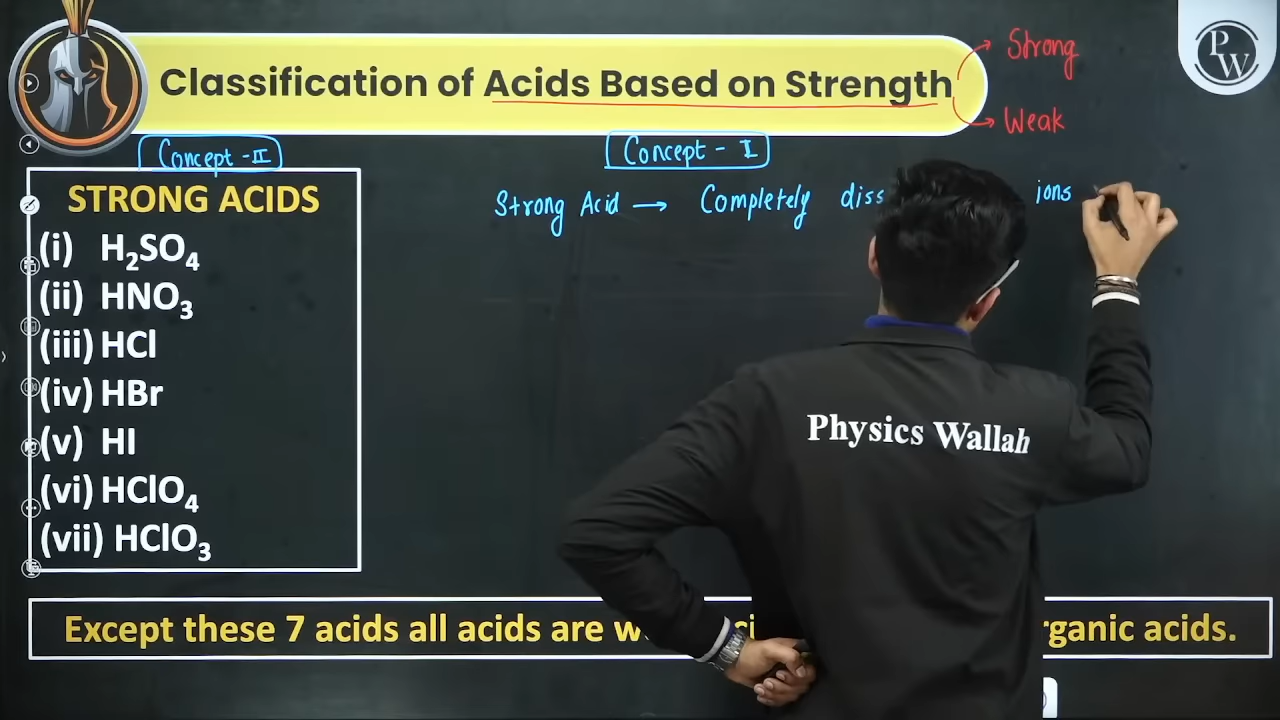 Classification of Acids Based on Strength
Strong
Weak
PW
Concept - II
Concept - I
STRONG ACIDS
(i) H₂SO₄
(ii) HNO₃
(iii) HCl
(iv) HBr
(v) HI
(vi) HClO₄
(vii) HClO₃
Strong Acid → Completely diss ions
Physics Wallah
Except these 7 acids all acids are w rganic acids.